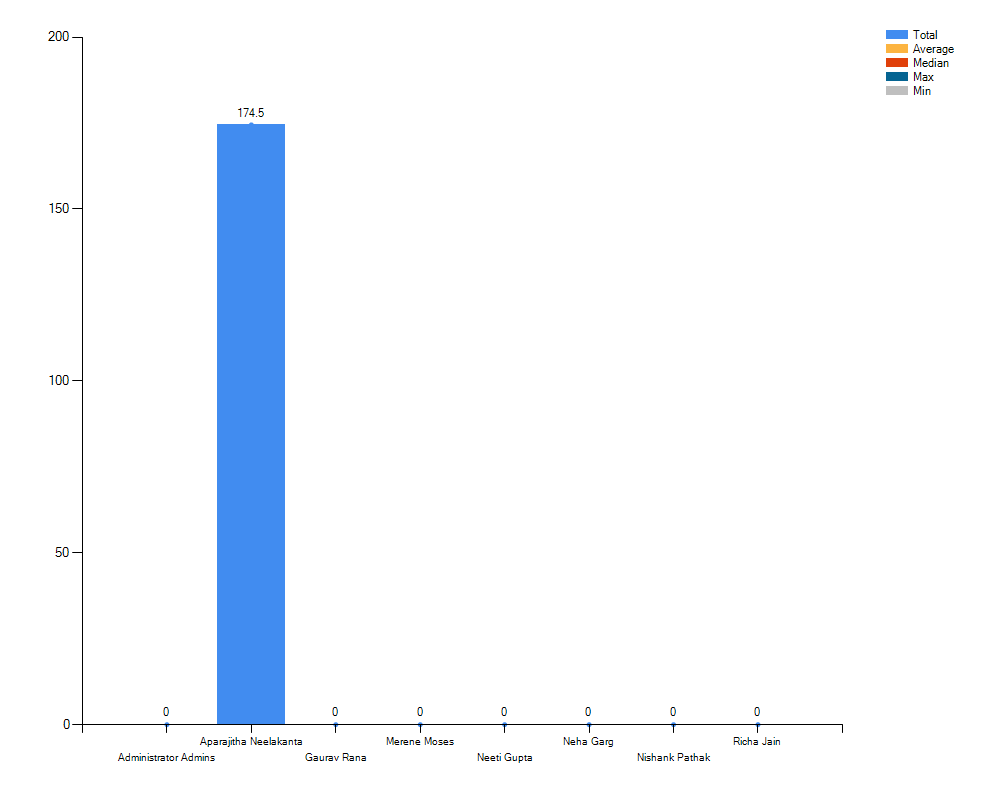 200
Total
Average
Median
Max
Min
174.5
150
100
50
0
0 0 0 0 0 0 0
Aparajitha Neelakanta Merene Moses Neha Garg Richa Jain
Administrator Admins Gaurav Rana Neeti Gupta Nishank Pathak